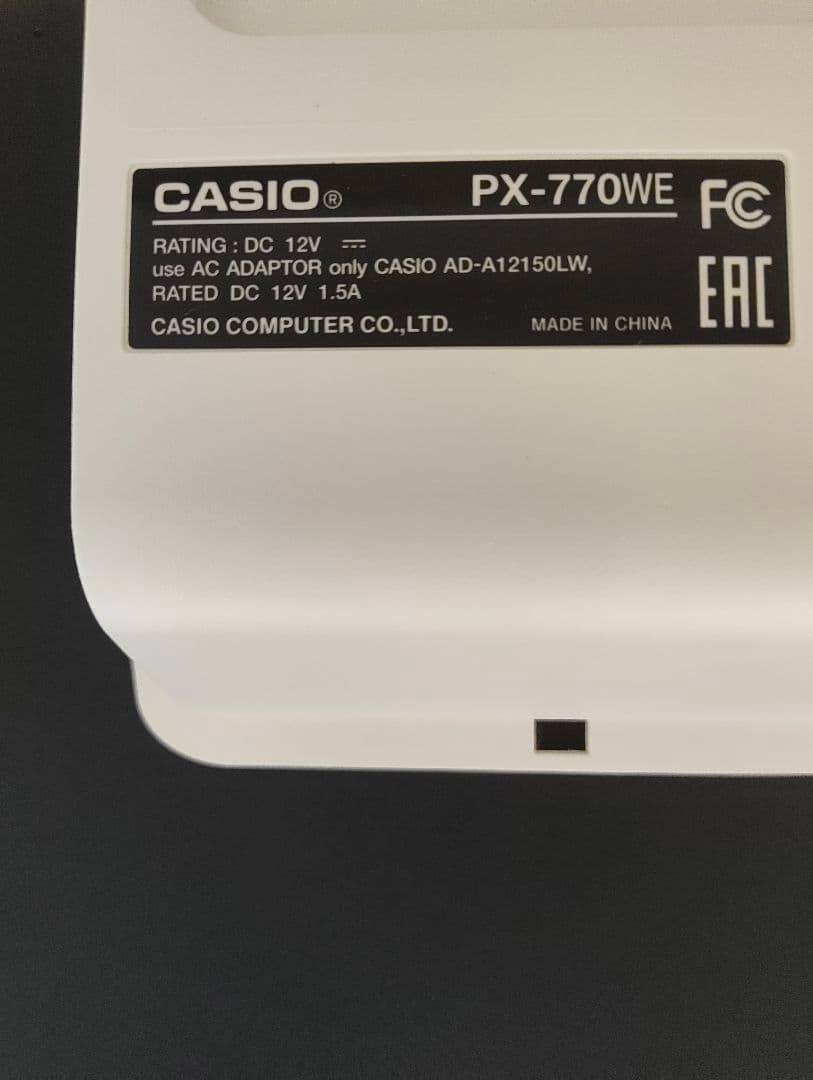 CASIO® PX-770WE FC
RATING : DC 12V ⎓
use AC ADAPTOR only CASIO AD-A12150LW,
RATED DC 12V 1.5A
EAC
CASIO COMPUTER CO.,LTD. MADE IN CHINA